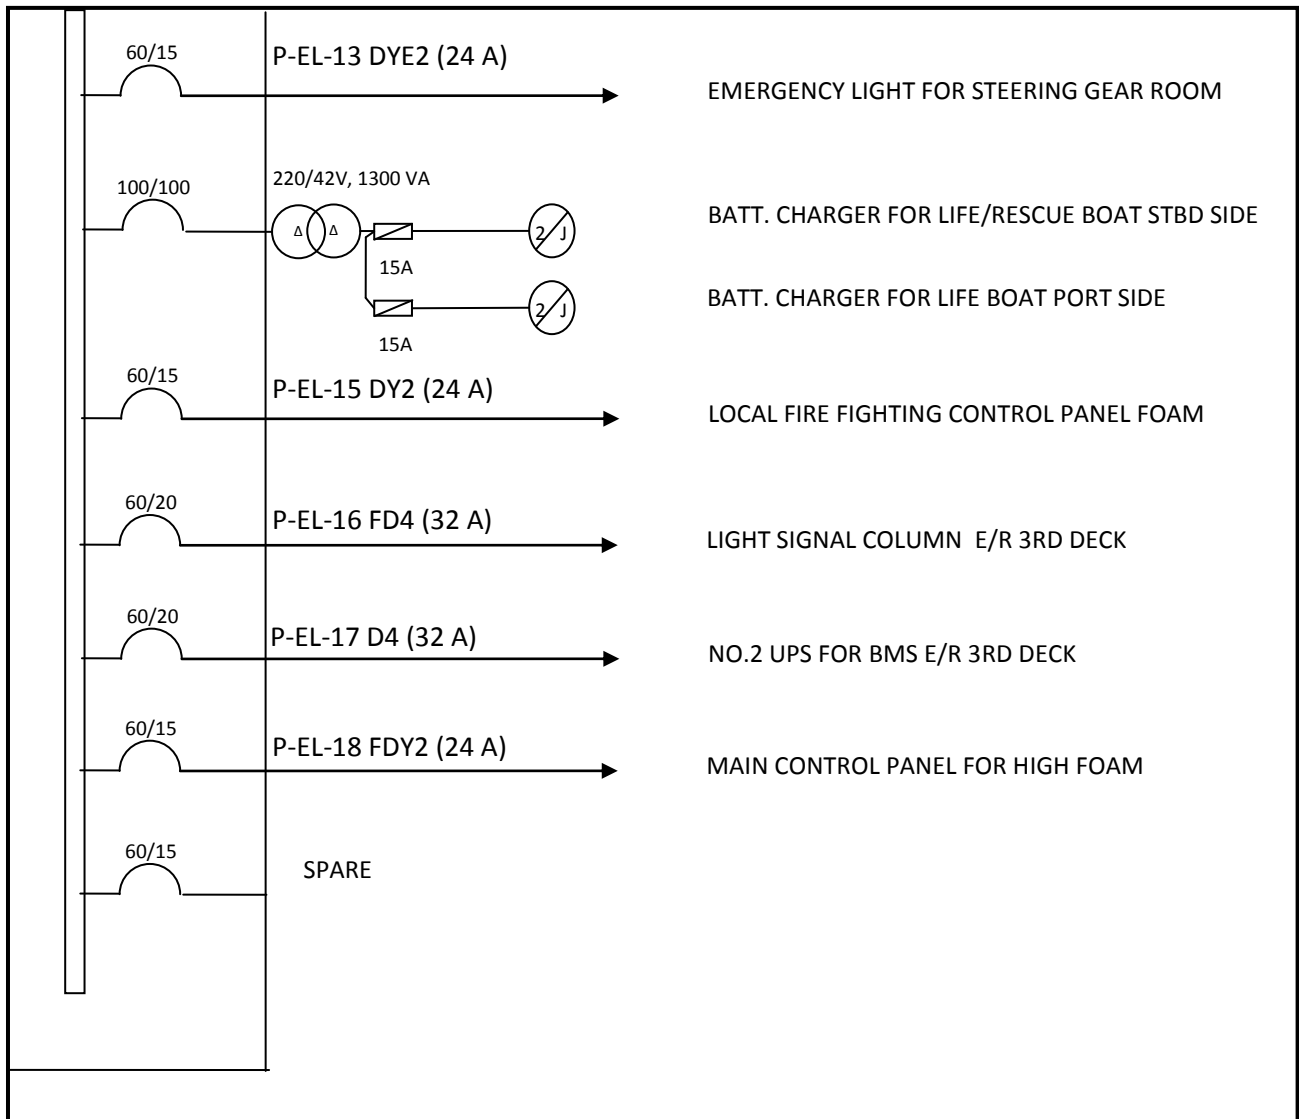 60/15
P-EL-13 DYE2 (24 A)
EMERGENCY LIGHT FOR STEERING GEAR ROOM
100/100
220/42V, 1300 VA
Δ Δ
2/J
BATT. CHARGER FOR LIFE/RESCUE BOAT STBD SIDE
15A
2/J
BATT. CHARGER FOR LIFE BOAT PORT SIDE
15A
60/15
P-EL-15 DY2 (24 A)
LOCAL FIRE FIGHTING CONTROL PANEL FOAM
60/20
P-EL-16 FD4 (32 A)
LIGHT SIGNAL COLUMN E/R 3RD DECK
60/20
P-EL-17 D4 (32 A)
NO.2 UPS FOR BMS E/R 3RD DECK
60/15
P-EL-18 FDY2 (24 A)
MAIN CONTROL PANEL FOR HIGH FOAM
60/15
SPARE